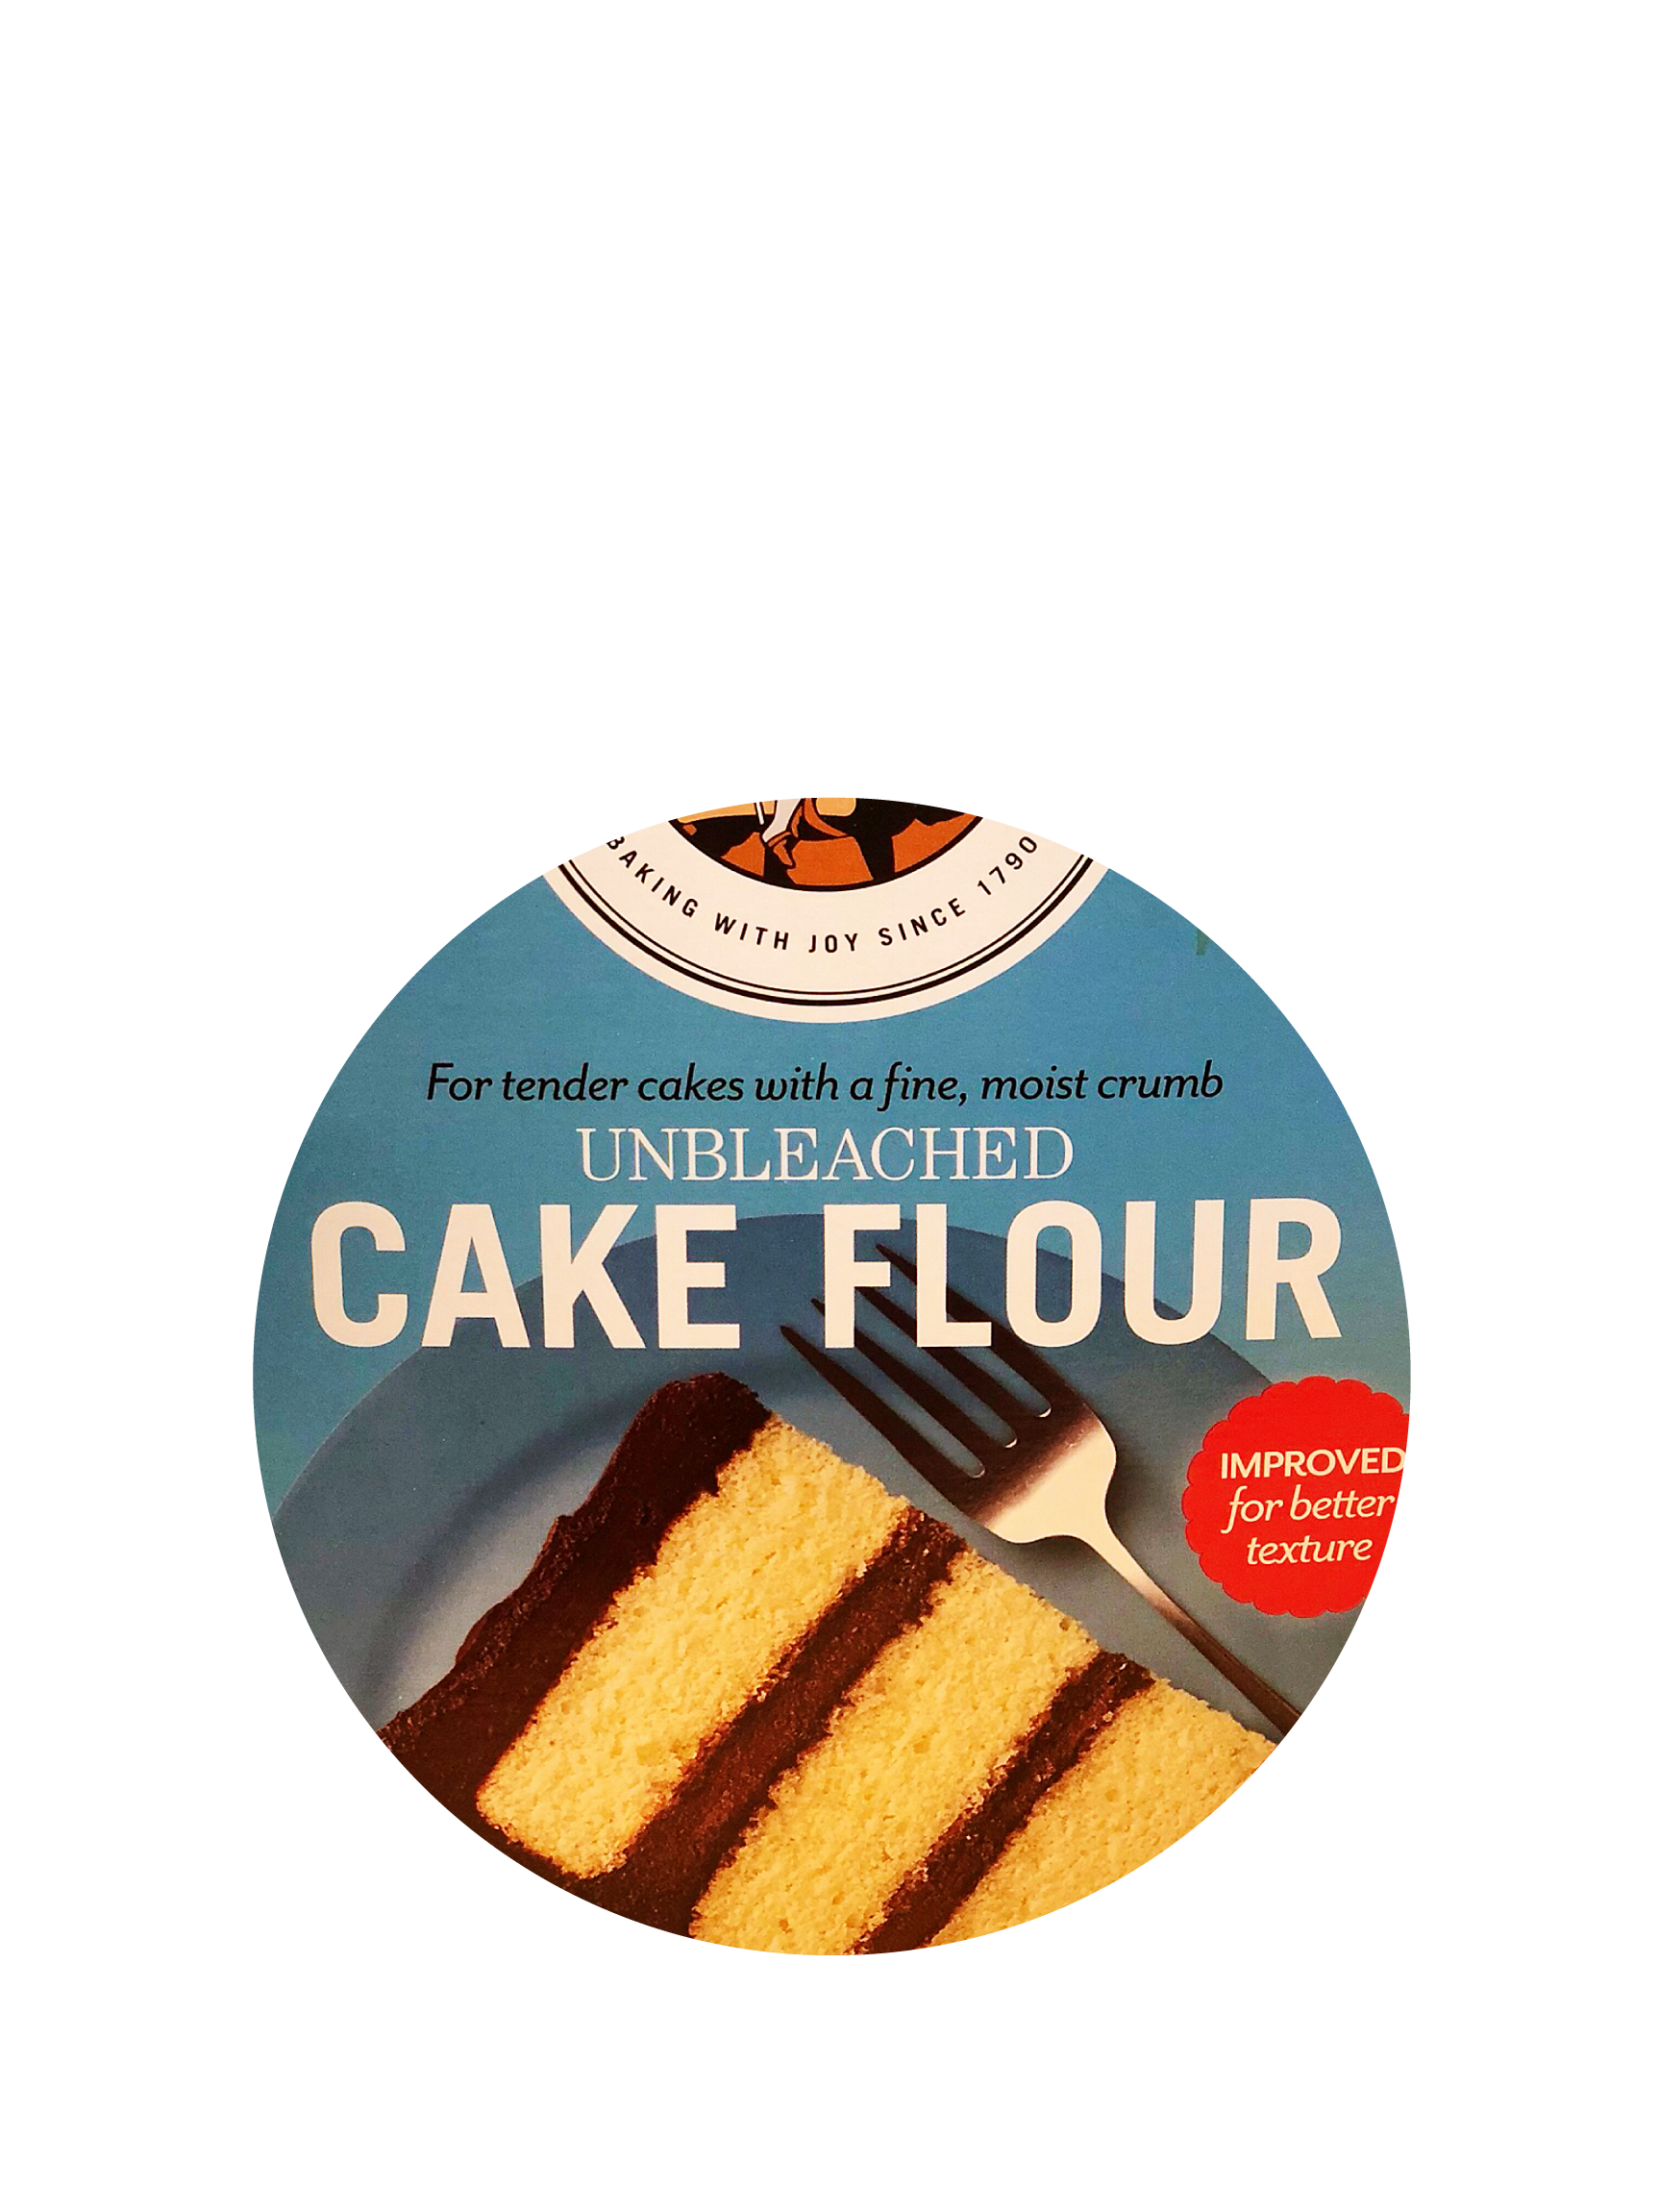 BAKING WITH JOY SINCE 1790
For tender cakes with a fine, moist crumb
UNBLEACHED
CAKE FLOUR
IMPROVED
for better
texture